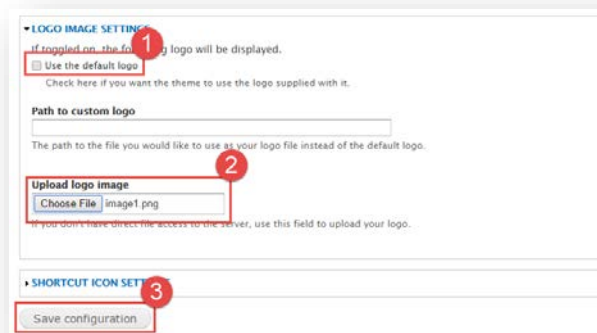 LOGO IMAGE SETTINGS
1
If toggled on, the following logo will be displayed.
Use the default logo
Check here if you want the theme to use the logo supplied with it.
Path to custom logo
The path to the file you would like to use as your logo file instead of the default logo.
2
Upload logo image
Choose File image1.png
If you don't have direct file access to the server, use this field to upload your logo.
SHORTCUT ICON SETTINGS
3
Save configuration